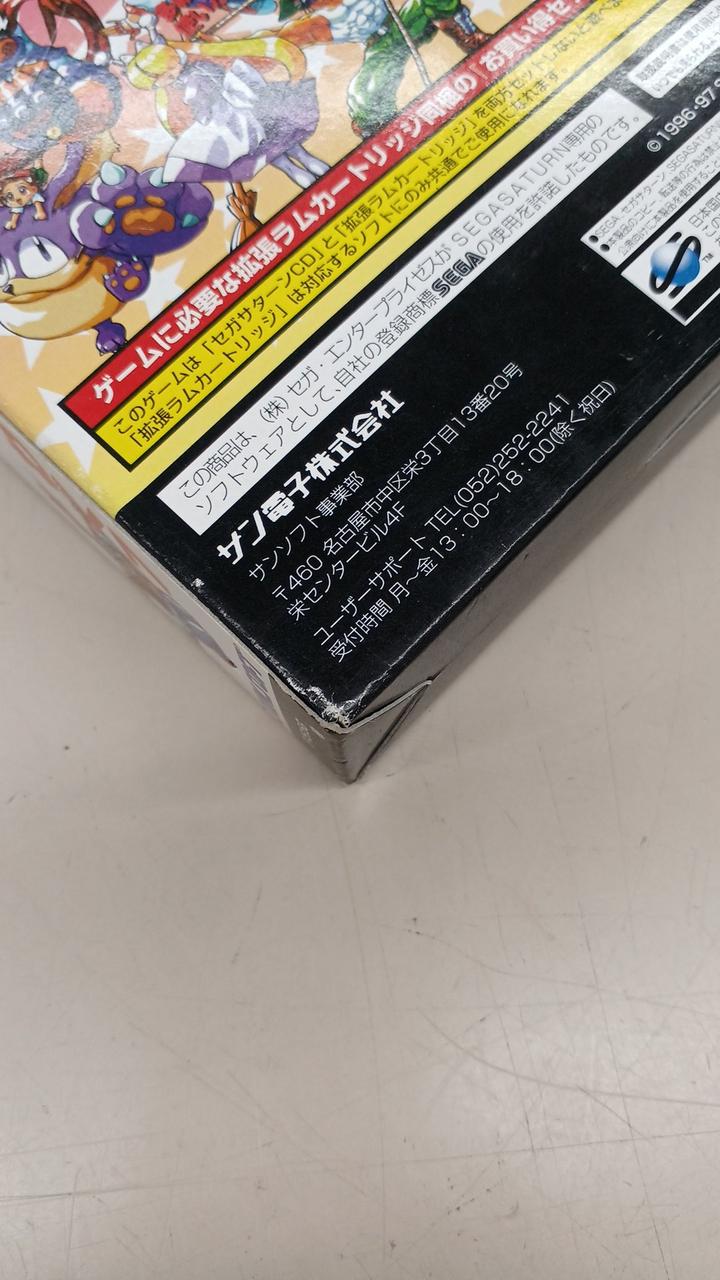 ゲームに必要な拡張ラムカートリッジ同梱の「お買い得セ
このゲームは「セガサターンCD」と「拡張ラムカートリッジ」を両方セットしないと遊べま
「拡張ラムカートリッジ」は対応するソフトにのみ共通でご使用になれます。
この商品は、(株)セガ・エンタープライゼスがSEGASATURN専用の
ソフトウェアとして、自社の登録商標SEGAの使用を許諾したものです。
サン電子株式会社
サンソフト事業部
〒460 名古屋市中区栄3丁目13番20号
栄センタービル4F
ユーザーサポート TEL(052)252-2241
受付時間 月〜金13:00~18:00(除く祝日)
©1996・97
TM
日本国